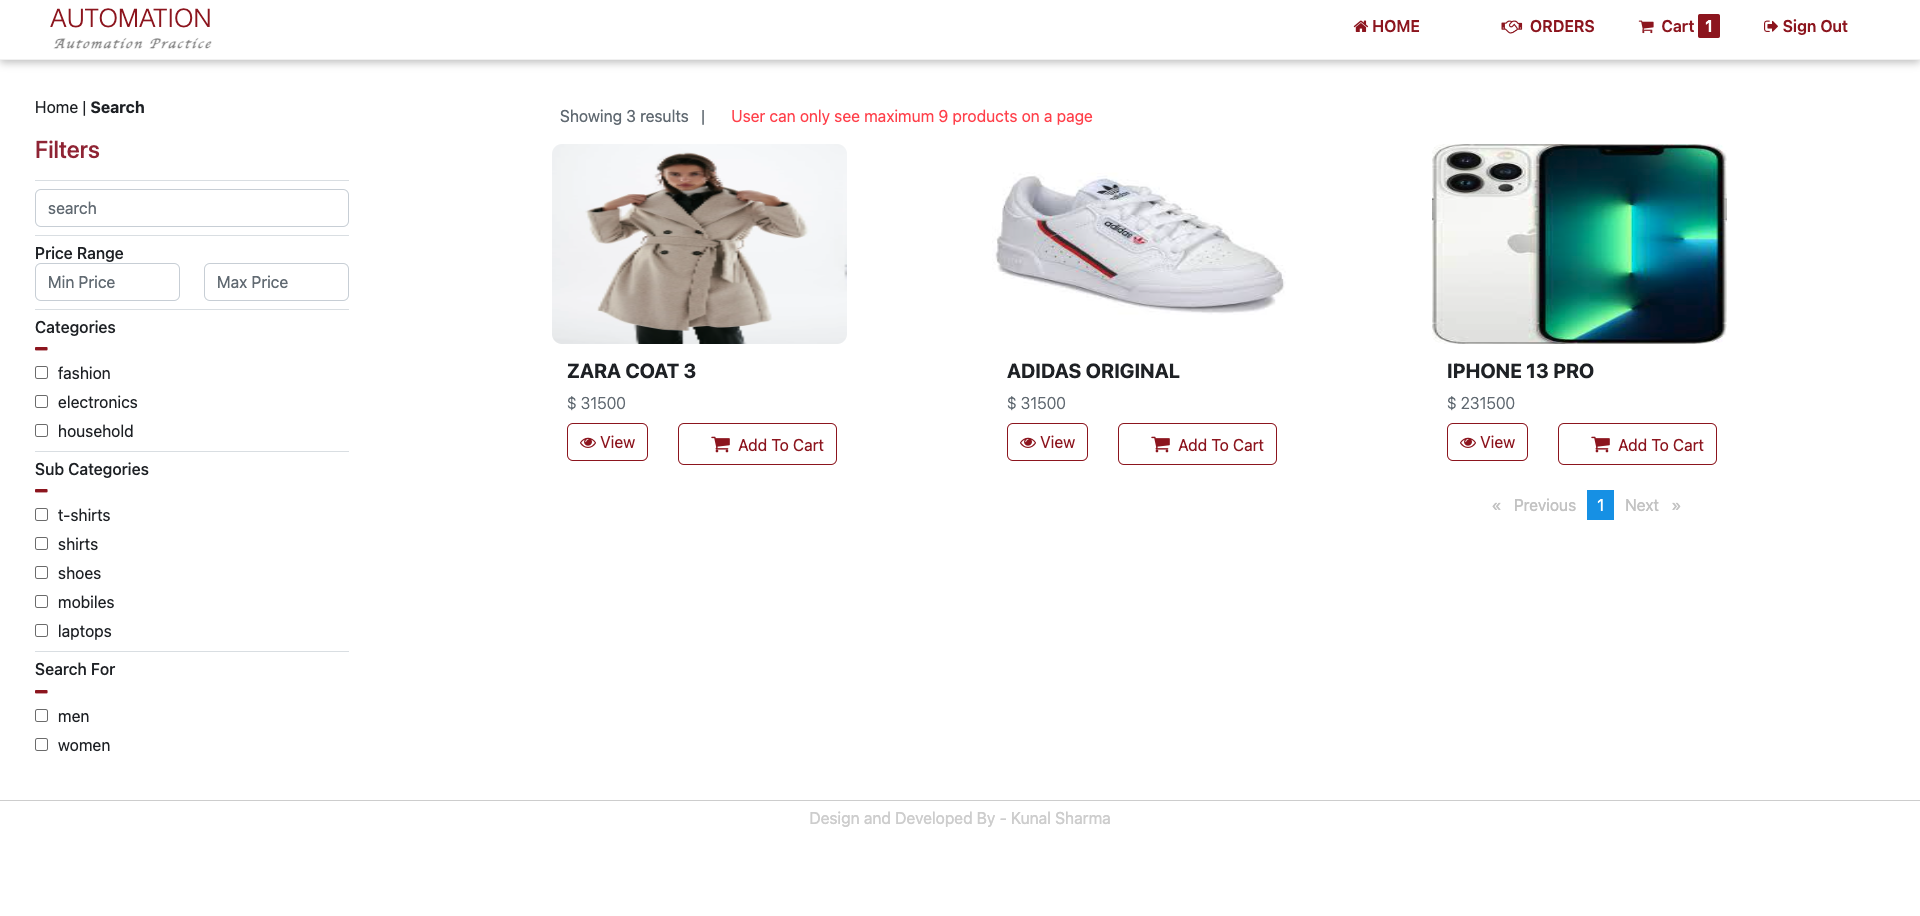 AUTOMATION
Automation Practice
HOME
ORDERS
Cart 1
Sign Out
Home | Search
Filters
search
Price Range
Min Price
Max Price
Categories
fashion
electronics
household
Sub Categories
t-shirts
shirts
shoes
mobiles
laptops
Search For
men
women
Showing 3 results |
User can only see maximum 9 products on a page
ZARA COAT 3
$ 31500
View
Add To Cart
adidas
adidas
ADIDAS ORIGINAL
$ 31500
View
Add To Cart
IPHONE 13 PRO
$ 231500
View
Add To Cart
« Previous 1 Next »
Design and Developed By - Kunal Sharma